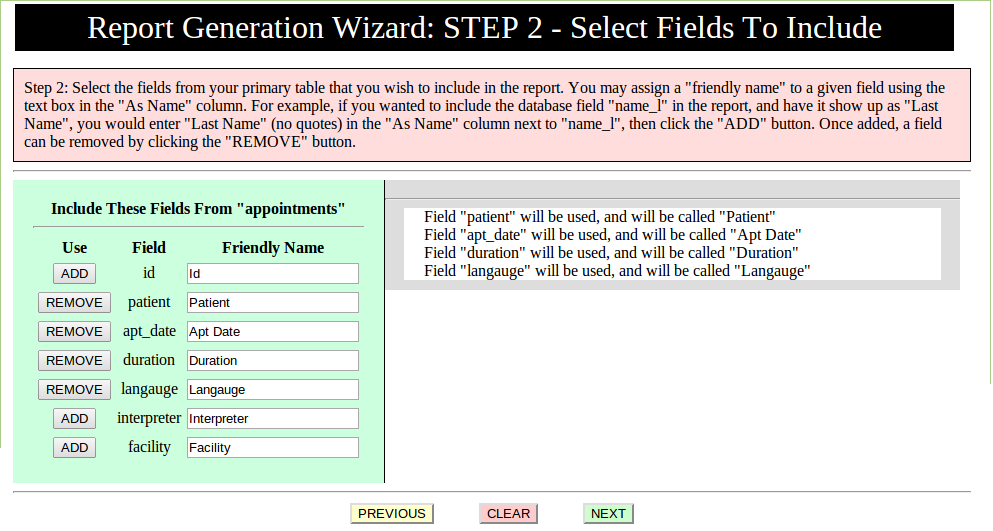 Report Generation Wizard: STEP 2 - Select Fields To Include
Step 2: Select the fields from your primary table that you wish to include in the report. You may assign a "friendly name" to a given field using the
text box in the "As Name" column. For example, if you wanted to include the database field "name_l" in the report, and have it show up as "Last
Name", you would enter "Last Name" (no quotes) in the "As Name" column next to "name_l", then click the "ADD" button. Once added, a field
can be removed by clicking the "REMOVE" button.
Include These Fields From "appointments"
Use Field Friendly Name
ADD id Id
REMOVE patient Patient
REMOVE apt_date Apt Date
REMOVE duration Duration
REMOVE langauge Langauge
ADD interpreter Interpreter
ADD facility Facility
Field "patient" will be used, and will be called "Patient"
Field "apt_date" will be used, and will be called "Apt Date"
Field "duration" will be used, and will be called "Duration"
Field "langauge" will be used, and will be called "Langauge"
PREVIOUS CLEAR NEXT